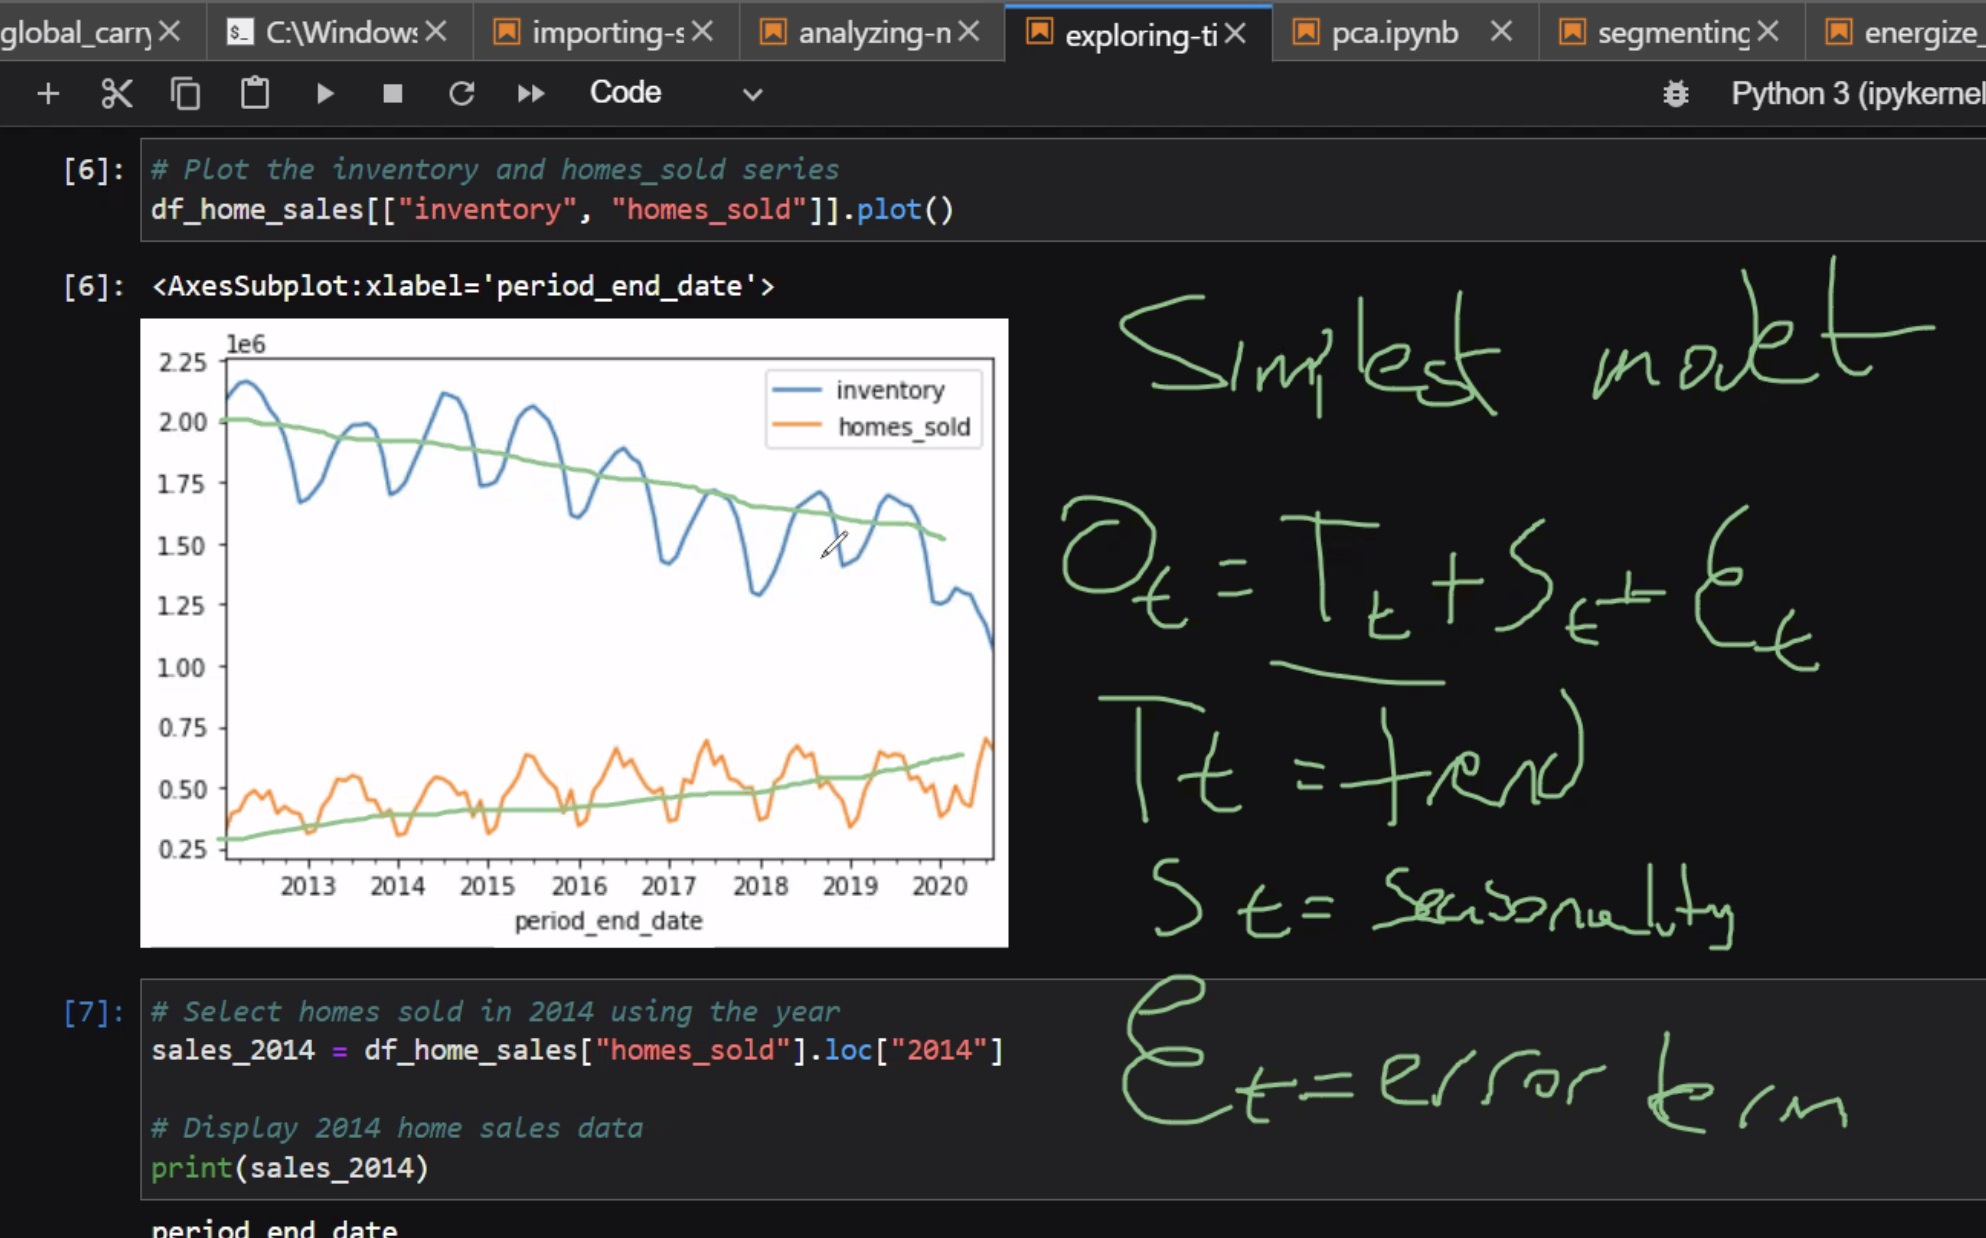 global_carry
C:\Windows
importing-s
analyzing-n
exploring-ti
pca.ipynb
segmenting
energize_
Code
Python 3 (ipykernel
[6]:
# Plot the inventory and homes_sold series
df_home_sales[["inventory", "homes_sold"]].plot()
[6]:
<AxesSubplot:xlabel='period_end_date'>
1e6
2.25
2.00
1.75
1.50
1.25
1.00
0.75
0.50
0.25
inventory
homes_sold
2013 2014 2015 2016 2017 2018 2019 2020
period_end_date
Simplest model
O_t = T_t + S_t + Ɛ_t
T_t = trend
S_t = seasonality
Ɛ_t = error term
[7]:
# Select homes sold in 2014 using the year
sales_2014 = df_home_sales["homes_sold"].loc["2014"]
# Display 2014 home sales data
print(sales_2014)
period_end_date